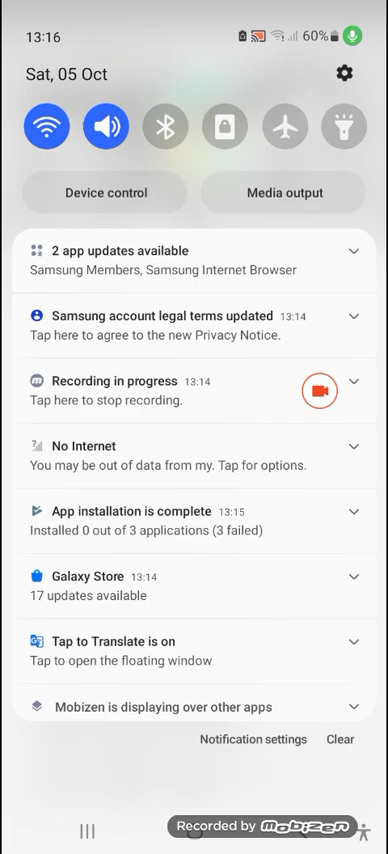 13:16
60%
Sat, 05 Oct
Device control
Media output
2 app updates available
Samsung Members, Samsung Internet Browser
Samsung account legal terms updated 13:14
Tap here to agree to the new Privacy Notice.
Recording in progress 13:14
Tap here to stop recording.
No Internet
You may be out of data from my. Tap for options.
App installation is complete 13:15
Installed 0 out of 3 applications (3 failed)
Galaxy Store 13:14
17 updates available
Tap to Translate is on
Tap to open the floating window
Mobizen is displaying over other apps
Notification settings Clear
Recorded by mobizen